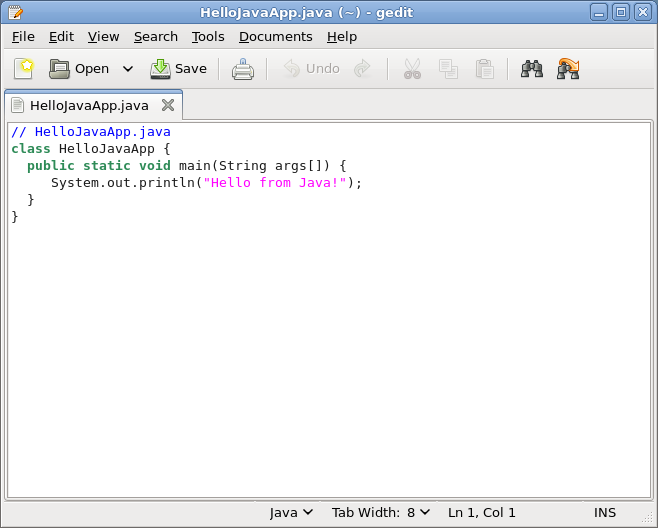 HelloJavaApp.java (~) - gedit
File Edit View Search Tools Documents Help
Open Save Undo
HelloJavaApp.java
// HelloJavaApp.java
class HelloJavaApp {
  public static void main(String args[]) {
     System.out.println("Hello from Java!");
  }
}
Java Tab Width: 8 Ln 1, Col 1 INS